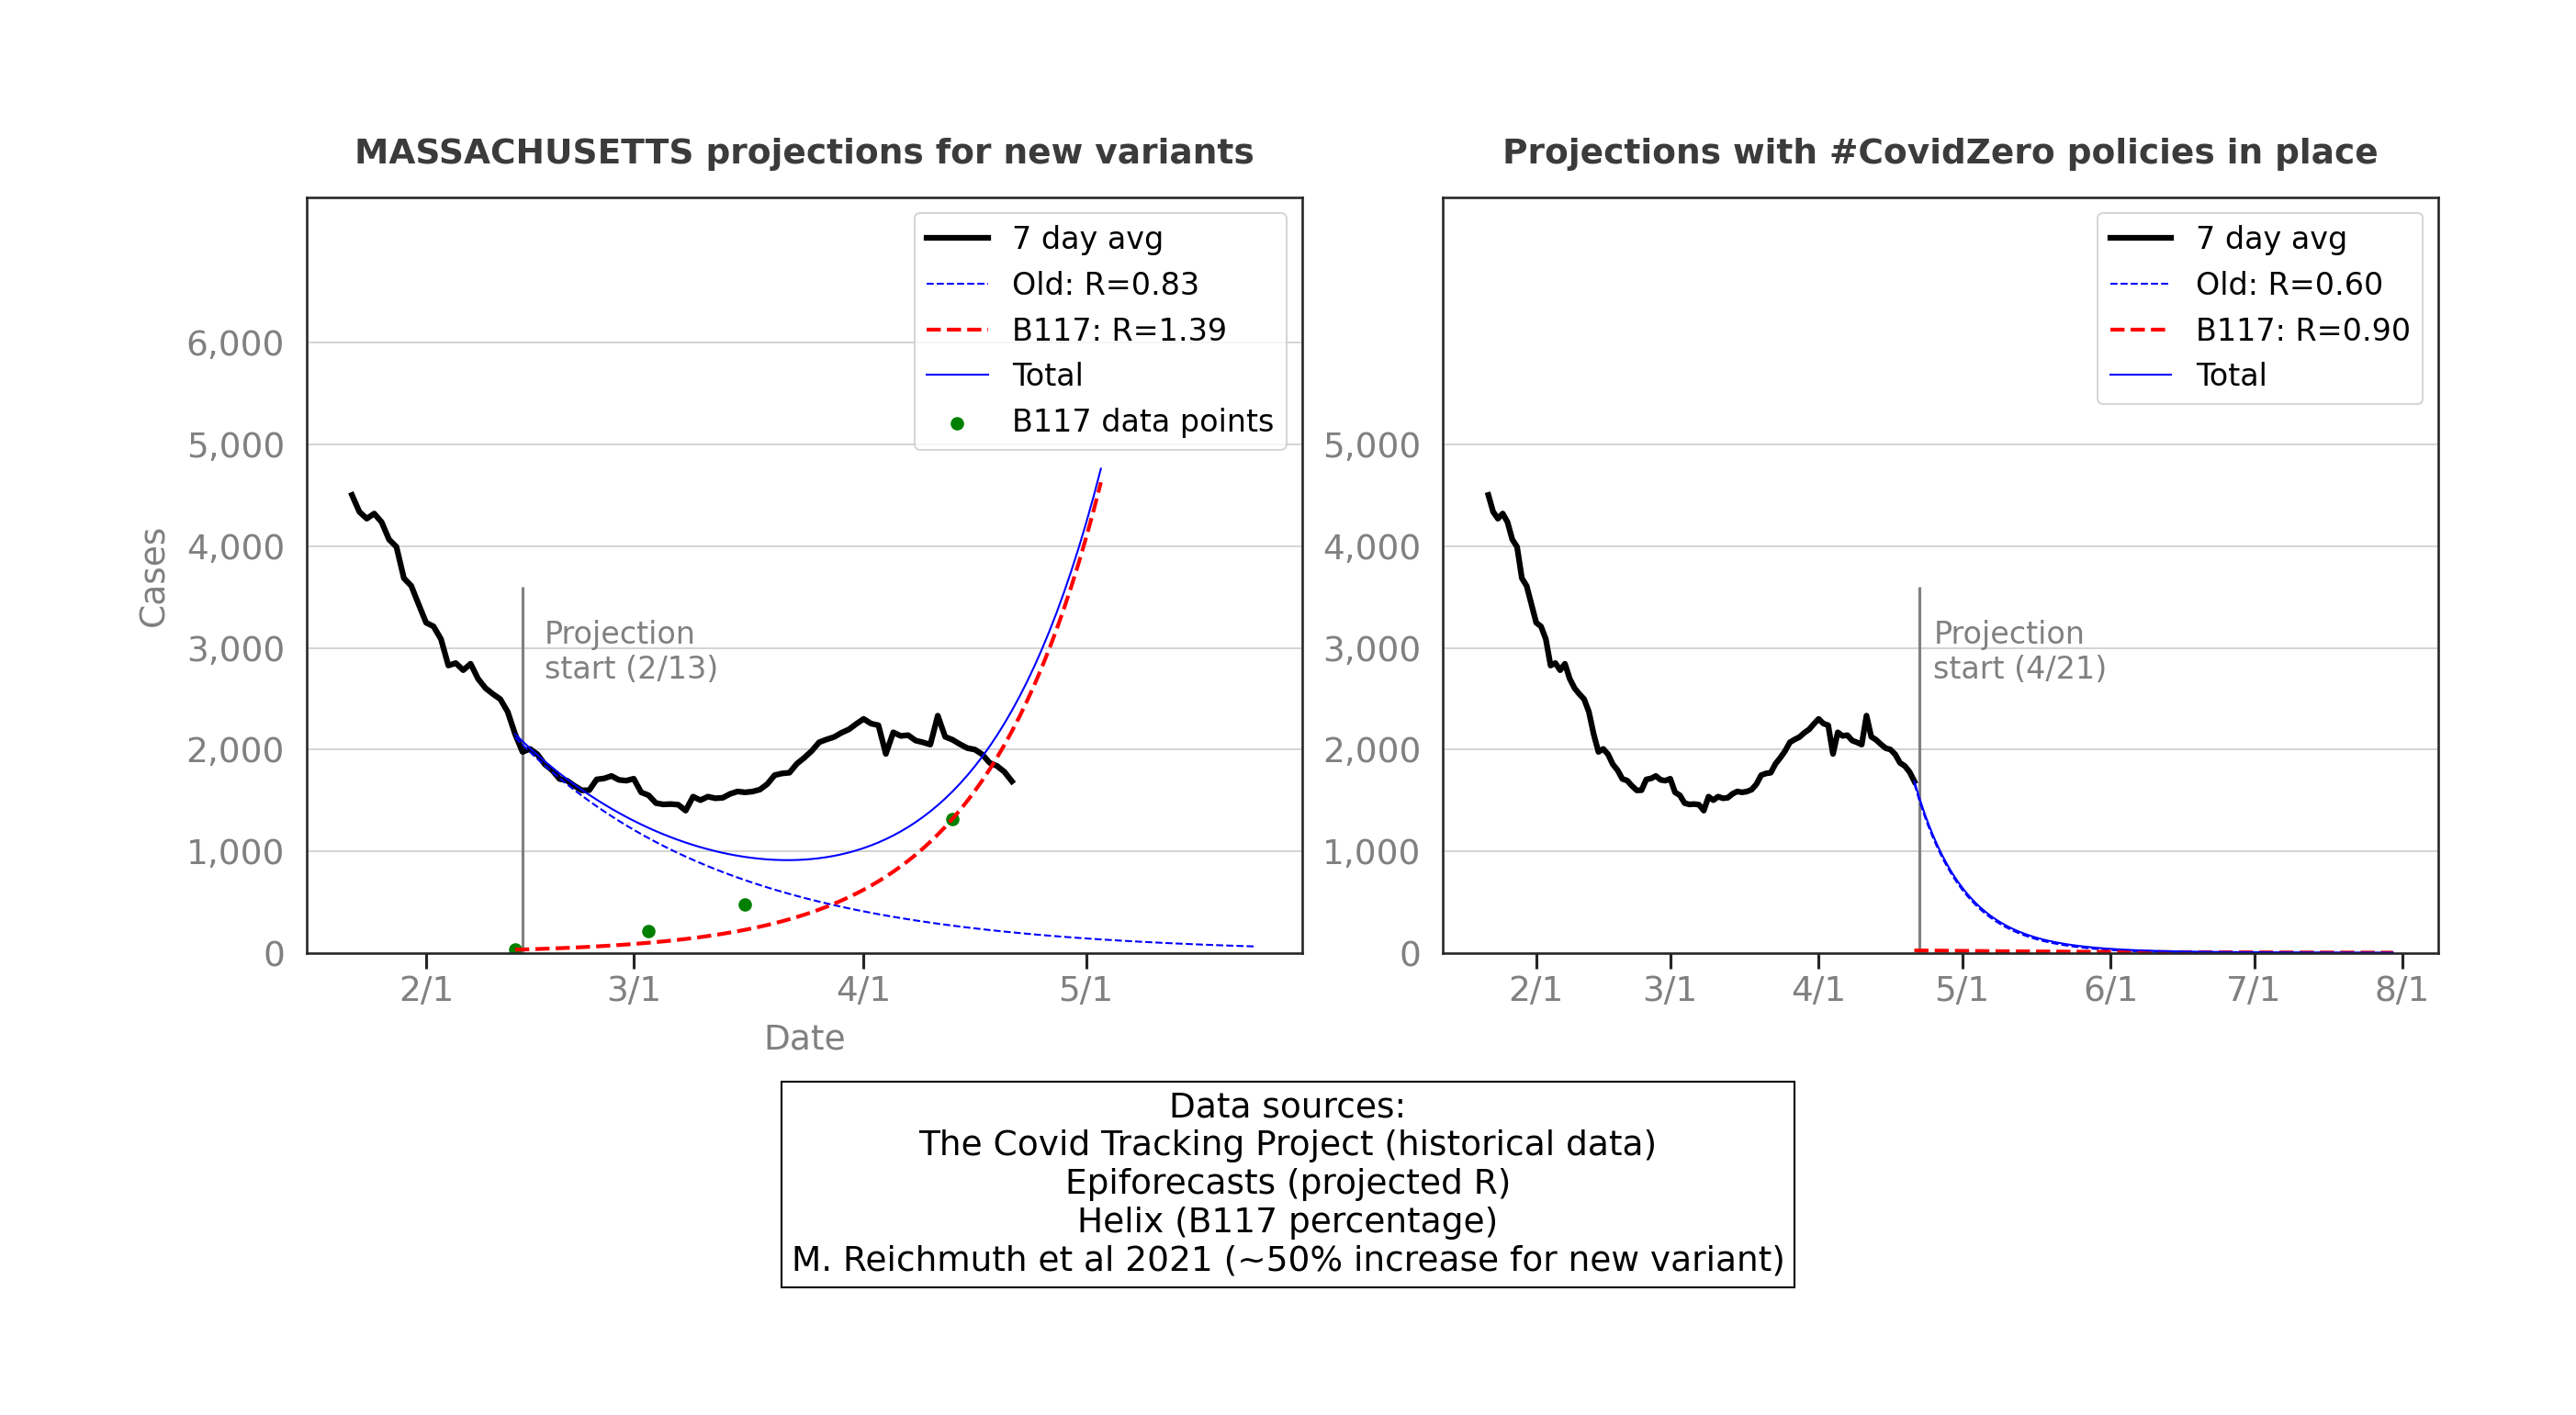 MASSACHUSETTS projections for new variants
7 day avg
Old: R=0.83
B117: R=1.39
Total
B117 data points
6,000
5,000
4,000
3,000
2,000
1,000
0
Cases
Projection
start (2/13)
2/1
3/1
4/1
5/1
Date
Projections with #CovidZero policies in place
7 day avg
Old: R=0.60
B117: R=0.90
Total
5,000
4,000
3,000
2,000
1,000
0
Projection
start (4/21)
2/1
3/1
4/1
5/1
6/1
7/1
8/1
Data sources:
The Covid Tracking Project (historical data)
Epiforecasts (projected R)
Helix (B117 percentage)
M. Reichmuth et al 2021 (~50% increase for new variant)